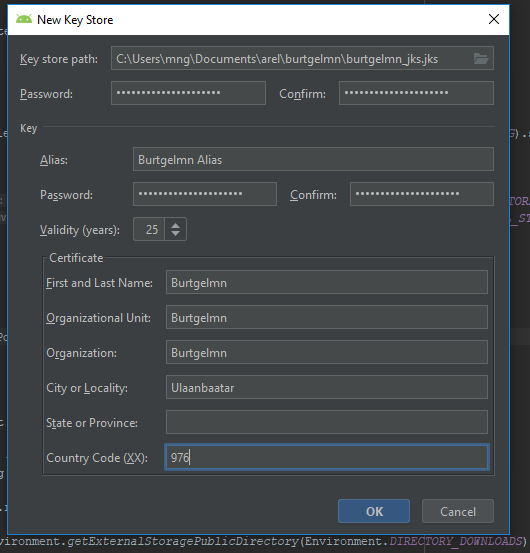 New Key Store
Key store path: C:\Users\mng\Documents\arel\burtgelmn\burtgelmn_jks.jks
Password: •••••••••••••••••••• Confirm: ••••••••••••••••••••
Key
Alias: Burtgelmn Alias
Password: •••••••••••••••••••• Confirm: ••••••••••••••••••••
Validity (years): 25
Certificate
First and Last Name: Burtgelmn
Organizational Unit: Burtgelmn
Organization: Burtgelmn
City or Locality: Ulaanbaatar
State or Province:
Country Code (XX): 976
OK Cancel
vironment.getExternalStoragePublicDirectory(Environment.DIRECTORY_DOWNLOADS)